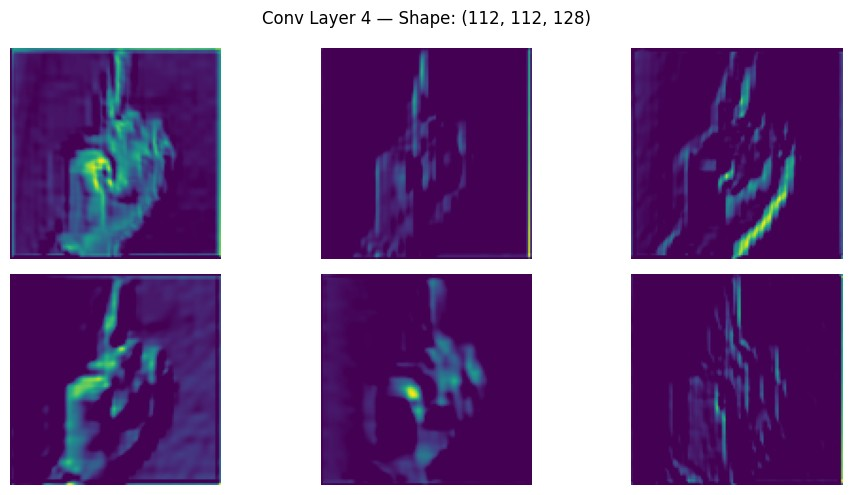 Conv Layer 4 — Shape: (112, 112, 128)